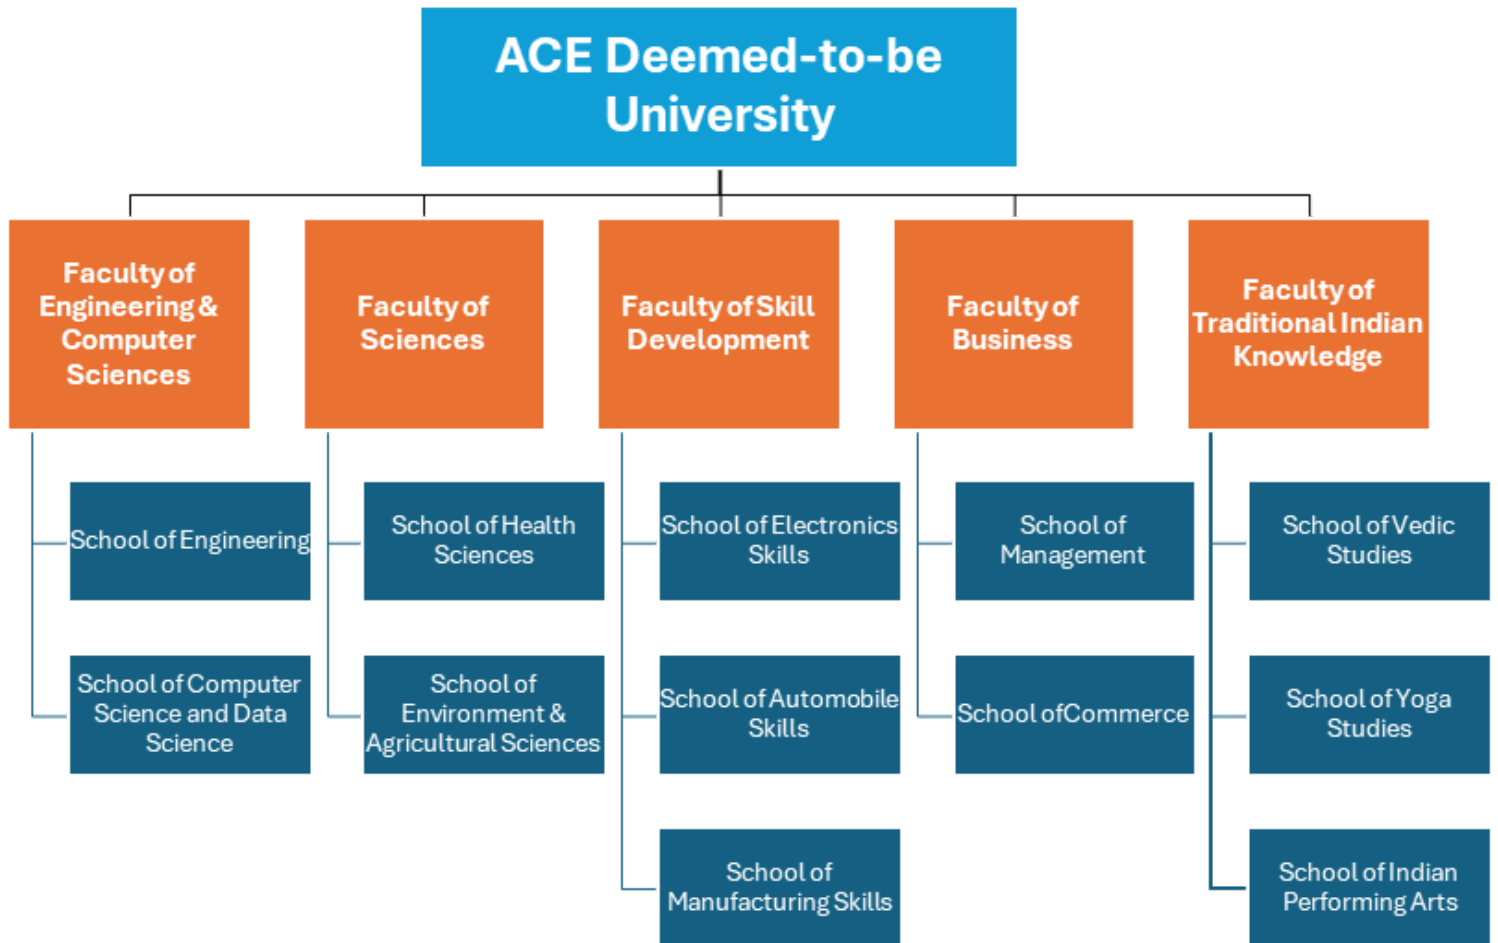 ACE Deemed-to-be
University
Faculty of
Engineering &
Computer
Sciences
Faculty of
Sciences
Faculty of Skill
Development
Faculty of
Business
Faculty of
Traditional Indian
Knowledge
School of Engineering
School of Computer
Science and Data
Science
School of Health
Sciences
School of
Environment &
Agricultural Sciences
School of Electronics
Skills
School of Automobile
Skills
School of
Manufacturing Skills
School of
Management
School of Commerce
School of Vedic
Studies
School of Yoga
Studies
School of Indian
Performing Arts